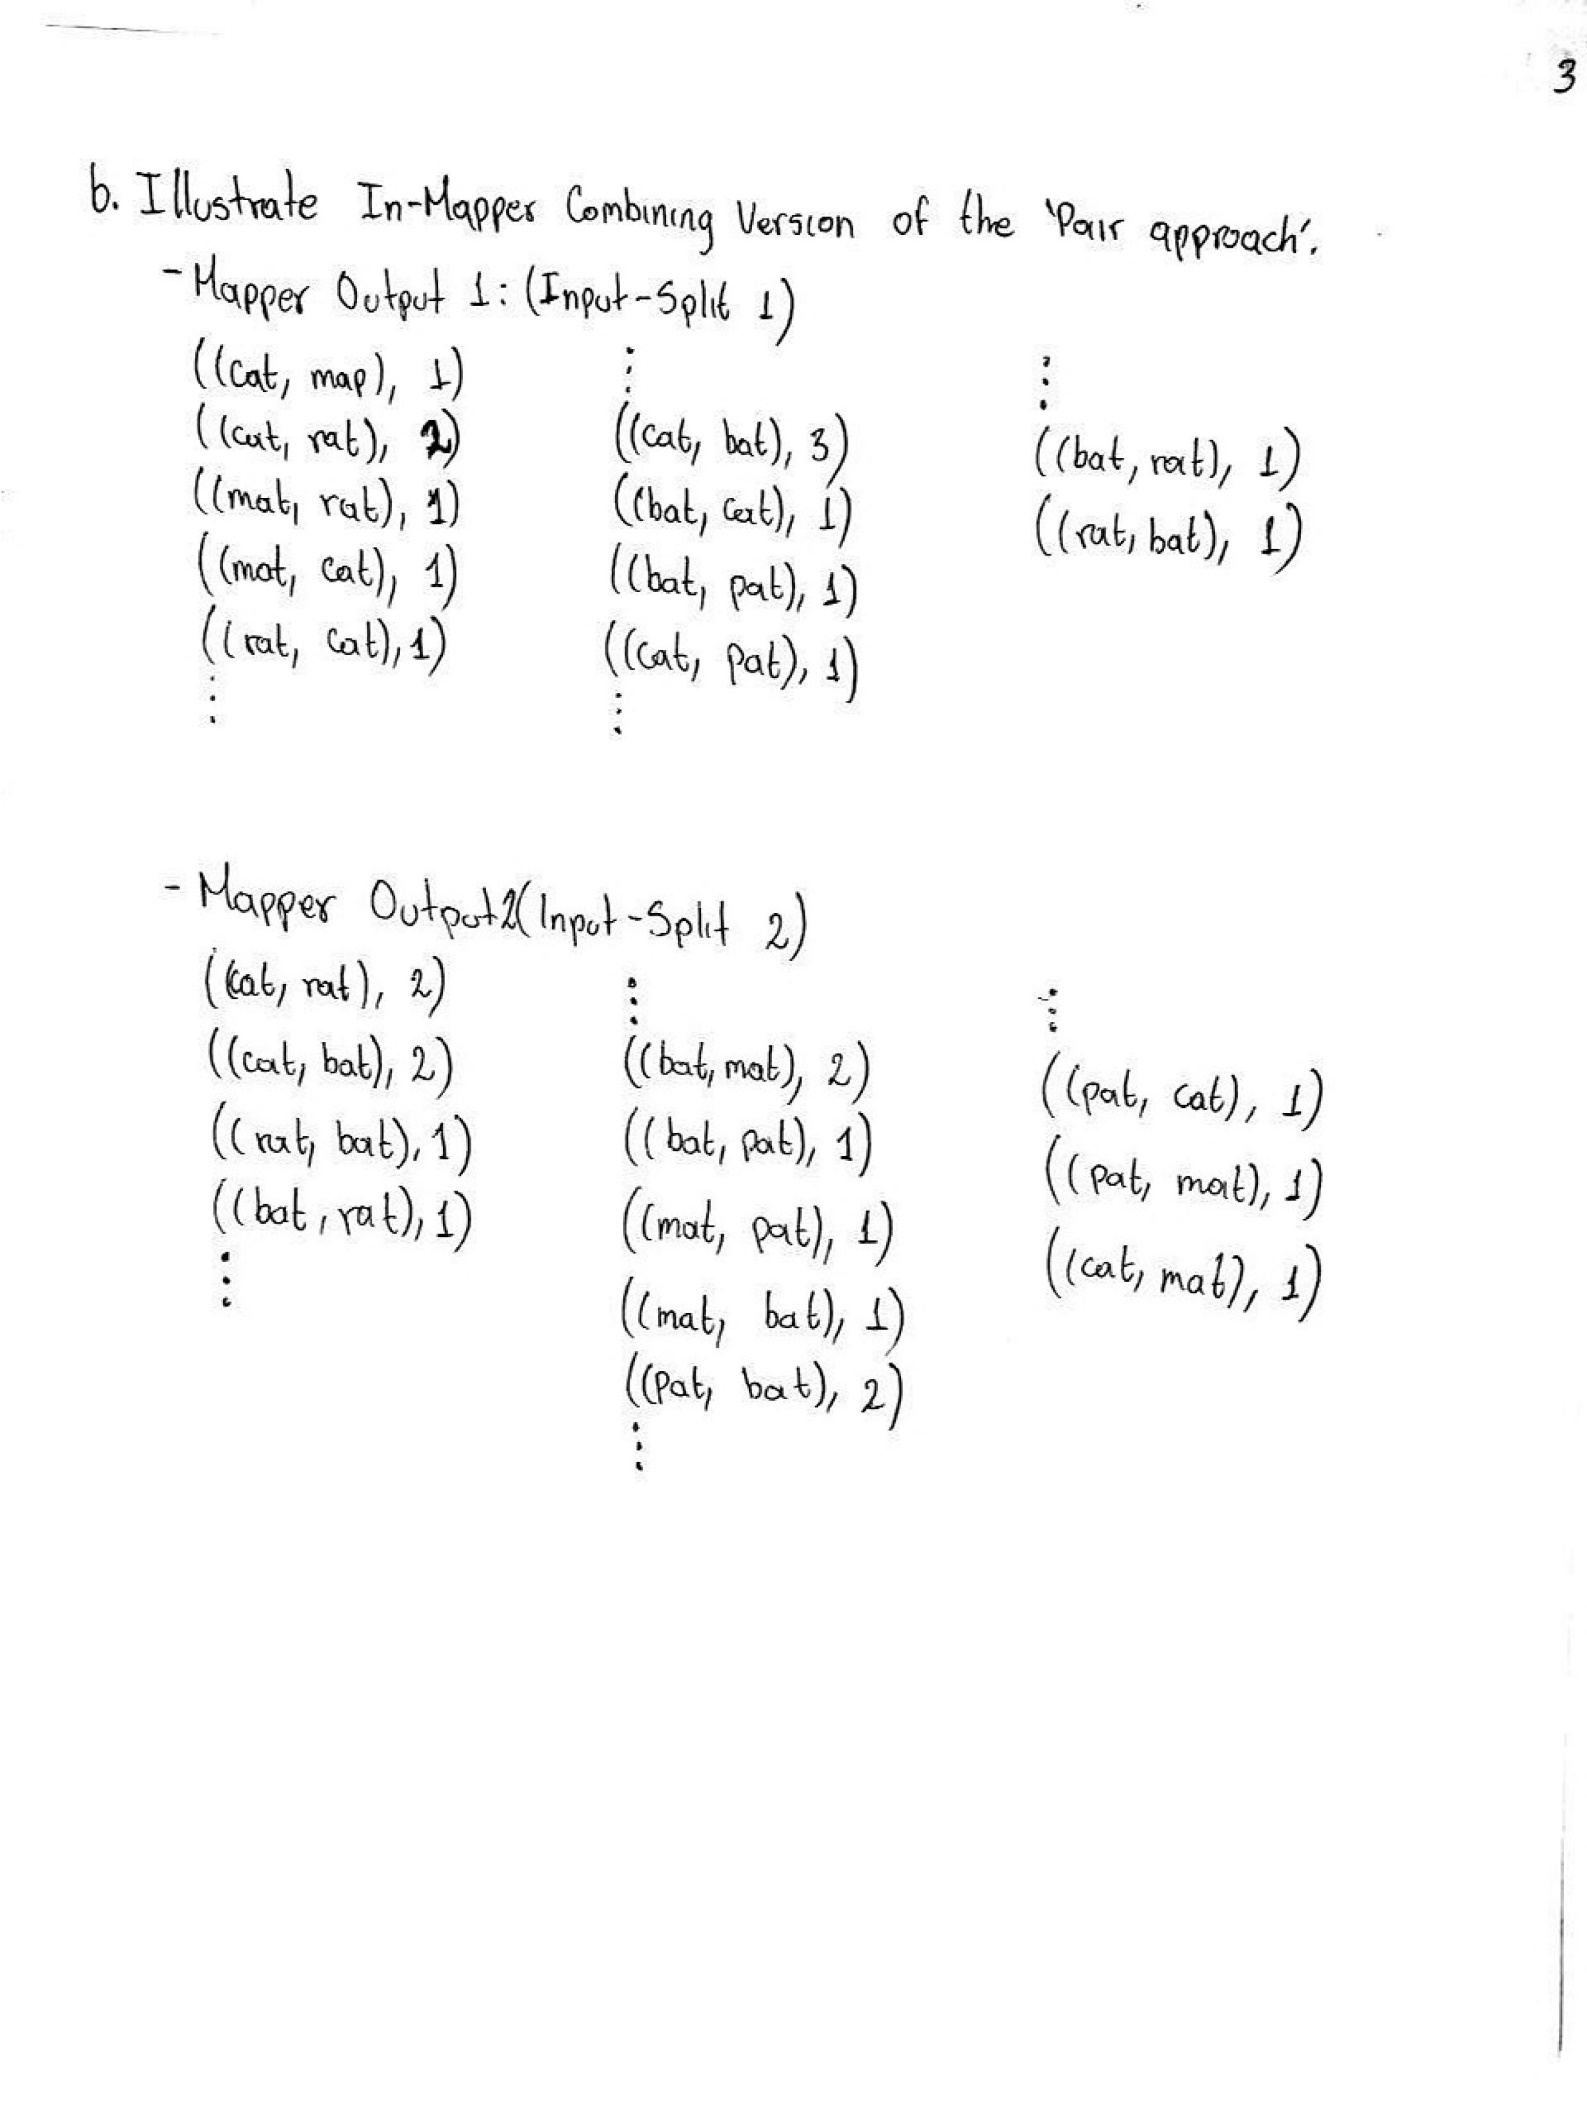 3
b. Illustrate In-Mapper Combining Version of the 'Pair approach'.
- Mapper Output 1: (Input-Split 1)
((cat, map), 1)
((cat, rat), 2)
((mat, rat), 1)
((mat, cat), 1)
((rat, cat), 1)
⋮
⋮
((cat, bat), 3)
((bat, cat), 1)
((bat, pat), 1)
((cat, pat), 1)
⋮
⋮
((bat, rat), 1)
((rat, bat), 1)
- Mapper Output 2 (Input-Split 2)
((cat, rat), 2)
((cat, bat), 2)
((rat, bat), 1)
((bat, rat), 1)
⋮
⋮
((bat, mat), 2)
((bat, pat), 1)
((mat, pat), 1)
((mat, bat), 1)
((pat, bat), 2)
⋮
⋮
((pat, cat), 1)
((pat, mat), 1)
((cat, mat), 1)